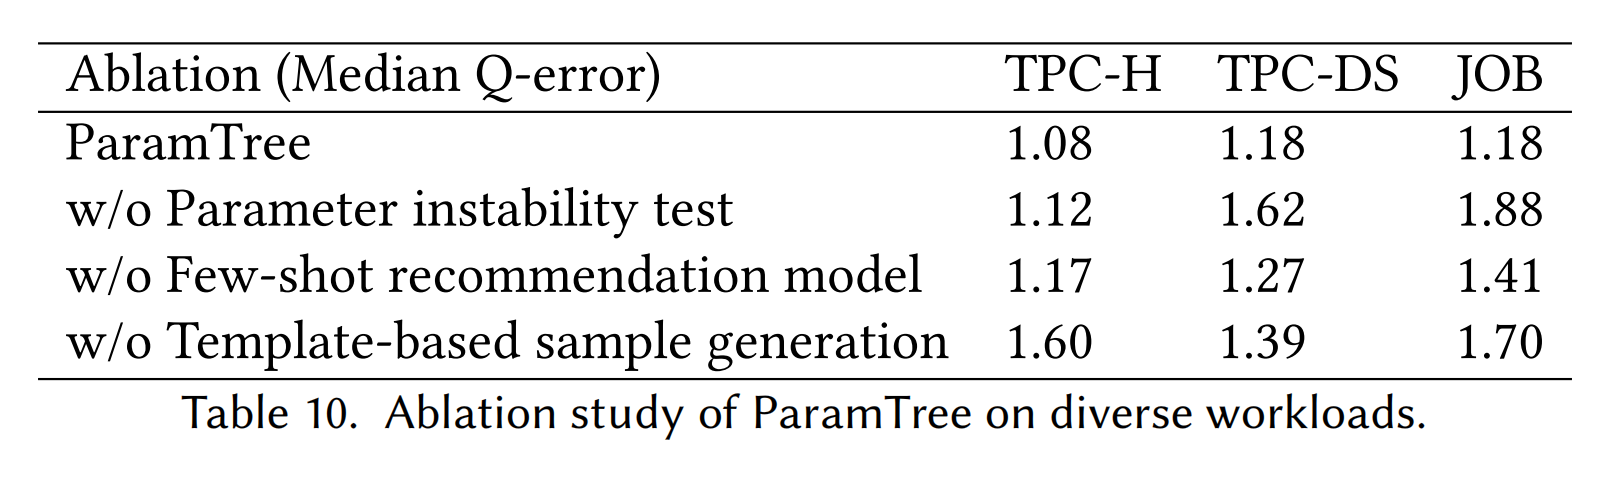 Ablation (Median Q-error) TPC-H TPC-DS JOB
ParamTree 1.08 1.18 1.18
w/o Parameter instability test 1.12 1.62 1.88
w/o Few-shot recommendation model 1.17 1.27 1.41
w/o Template-based sample generation 1.60 1.39 1.70
Table 10. Ablation study of ParamTree on diverse workloads.